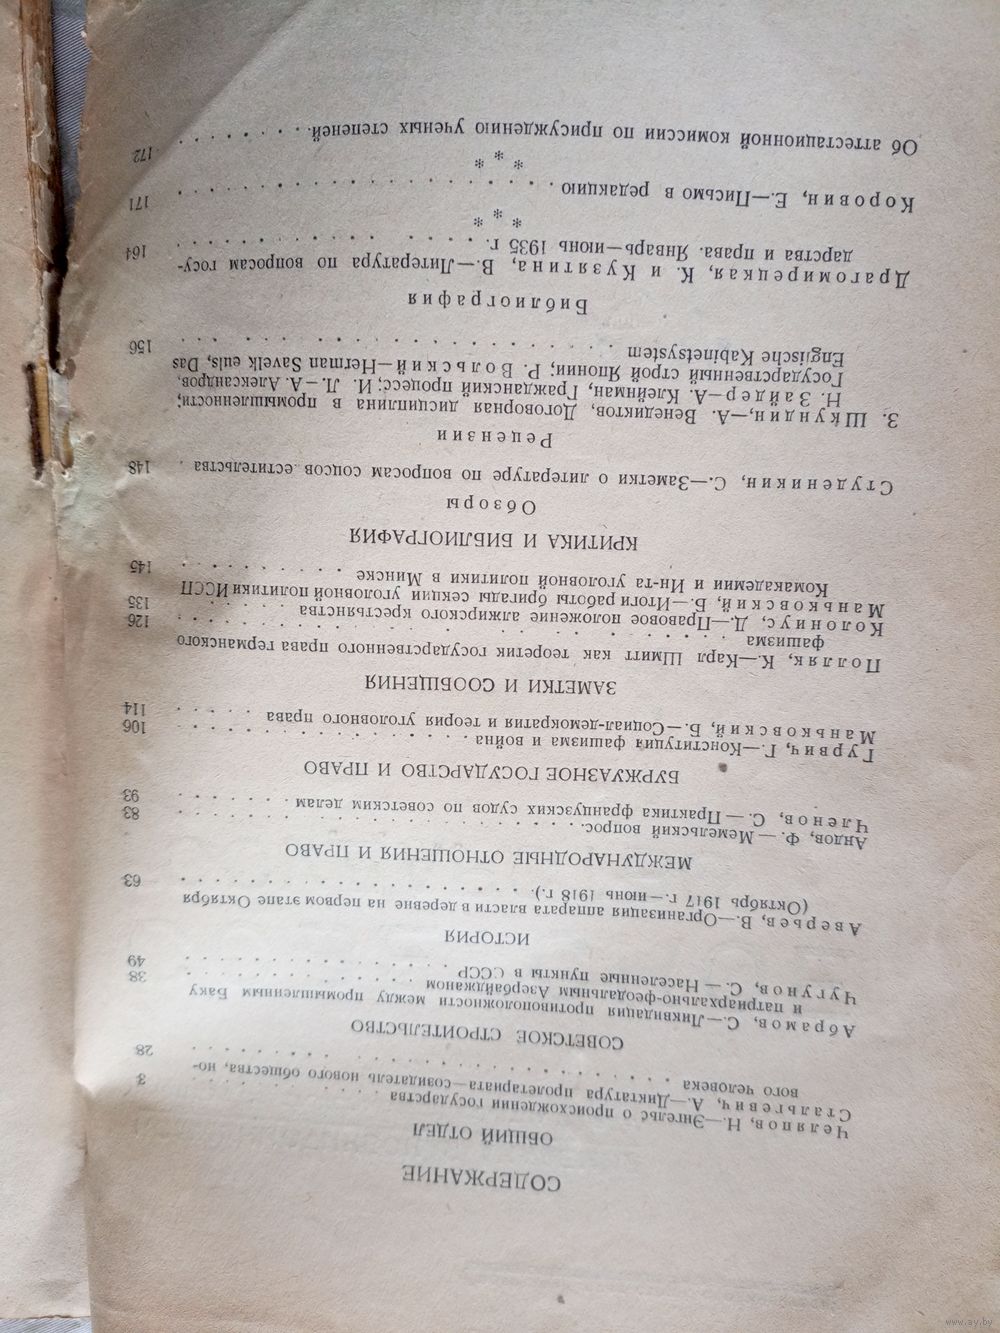 СОДЕРЖАНИЕ
ОБЩИЙ ОТДЕЛ
Челяпов, Н.—Энгельс о происхождении государства . . . . . . . . . . 3
Стальгевич, А.—Диктатура пролетариата—созидатель нового общества, но-
вого человека . . . . . . . . . . . . . . . . 28
СОВЕТСКОЕ СТРОИТЕЛЬСТВО
Абрамов, С.—Ликвидация противоположности между промышленным Баку
и патриархально-феодальным Азербайджаном . . . . . . . . . . . 38
Чугунов, С.—Населенные пункты в СССР . . . . . . . . . . . . 49
ИСТОРИЯ
Аверьев, В.—Организация аппарата власти в деревне на первом этапе Октября
(Октябрь 1917 г.—июнь 1918 г.) . . . . . . . . . . . . . . . 63
МЕЖДУНАРОДНЫЕ ОТНОШЕНИЯ И ПРАВО
Андов, Ф.—Мемельский вопрос . . . . . . . . . . . . . . . . 83
Членов, С.—Практика французских судов по советским делам . . . . . . . 93
БУРЖУАЗНОЕ ГОСУДАРСТВО И ПРАВО
Гурвич, Г.—Конституция фашизма и война . . . . . . . . . . . . 106
Маньковский, Б.—Социал-демократия и теория уголовного права . . . . . 114
ЗАМЕТКИ И СООБЩЕНИЯ
Полляк, К.—Карл Шмитт как теоретик государственного права германского
фашизма . . . . . . . . . . . . . . . . . . 126
Колониус, Д.—Правовое положение алжирского крестьянства . . . . . . 135
Маньковский, Б.—Итоги работы бригады секции уголовной политики ИССП
Комакадемии и Ин-та уголовной политики в Минске . . . . . . . . . 145
КРИТИКА И БИБЛИОГРАФИЯ
Обзоры
Студеникин, С.—Заметки о литературе по вопросам соцсоо естительства . 148
Рецензии
З. Шкундин,—А. Венедиктов, Договорная дисциплина в промышленности;
Н. Зайдер—А. Клейнман, Гражданский процесс; И. Л.—А. Александров,
Государственный строй Японии; Р. Вольский—Herman Savelkouls, Das
Englische Kabinetsystem . . . . . . . . . . . . . . . . 156
Библиография
Драгомирецкая, К. и Кузятина, В.—Литература по вопросам госу-
дарства и права. Январь—июнь 1935 г. . . . . . . . . . . . . . 164
* * *
Коровин, Е.—Письмо в редакцию . . . . . . . . . . . . . . . . 171
* * *
Об аттестационной комиссии по присуждению ученых степеней . . . . . . . 172
www.ay.by